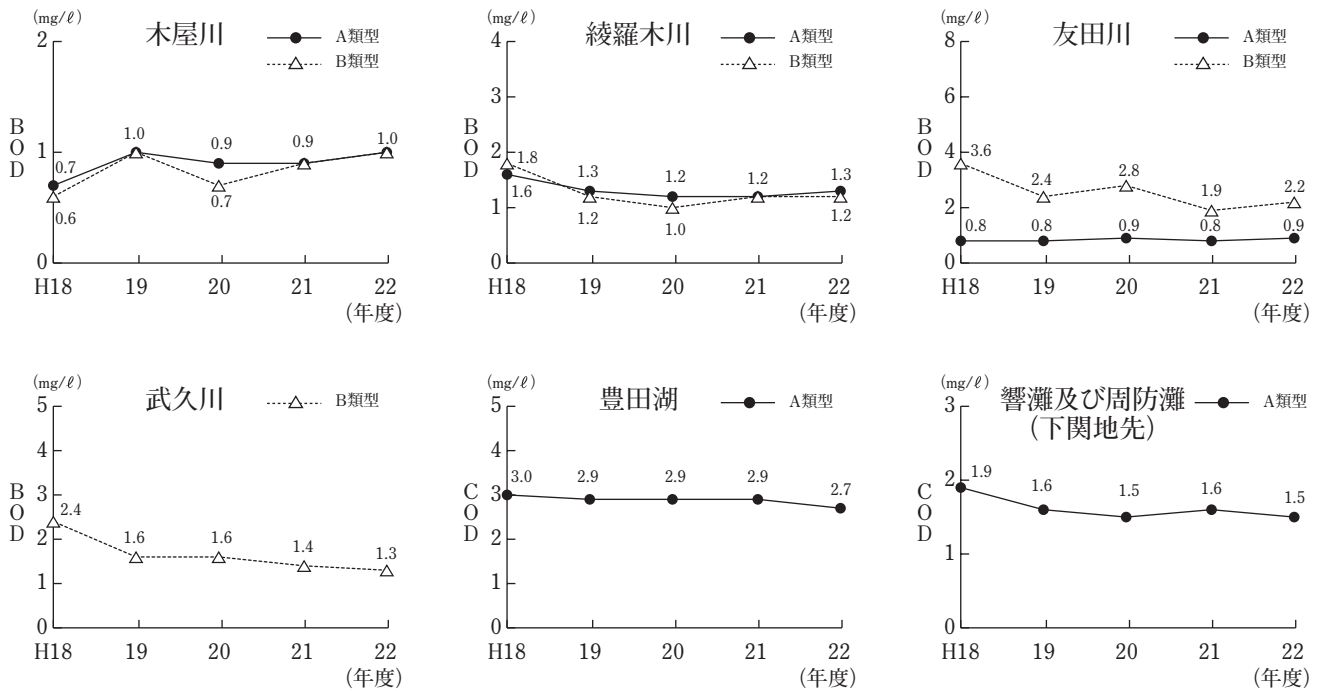 (mg/ℓ)
木屋川
A類型
B類型
2
1
0
BOD
0.7
0.6
1.0
0.9
0.7
0.9
1.0
H18 19 20 21 22
(年度)
(mg/ℓ)
綾羅木川
A類型
B類型
4
3
2
1
0
BOD
1.8
1.6
1.3
1.2
1.2
1.0
1.2
1.3
1.2
H18 19 20 21 22
(年度)
(mg/ℓ)
友田川
A類型
B類型
8
6
4
2
0
BOD
3.6
2.4
2.8
1.9
2.2
0.8
0.8
0.9
0.8
0.9
H18 19 20 21 22
(年度)
(mg/ℓ)
武久川
B類型
5
4
3
2
1
0
BOD
2.4
1.6
1.6
1.4
1.3
H18 19 20 21 22
(年度)
(mg/ℓ)
豊田湖
A類型
5
4
3
2
1
0
COD
3.0
2.9
2.9
2.9
2.7
H18 19 20 21 22
(年度)
(mg/ℓ)
響灘及び周防灘
(下関地先)
A類型
3
2
1
0
COD
1.9
1.6
1.5
1.6
1.5
H18 19 20 21 22
(年度)